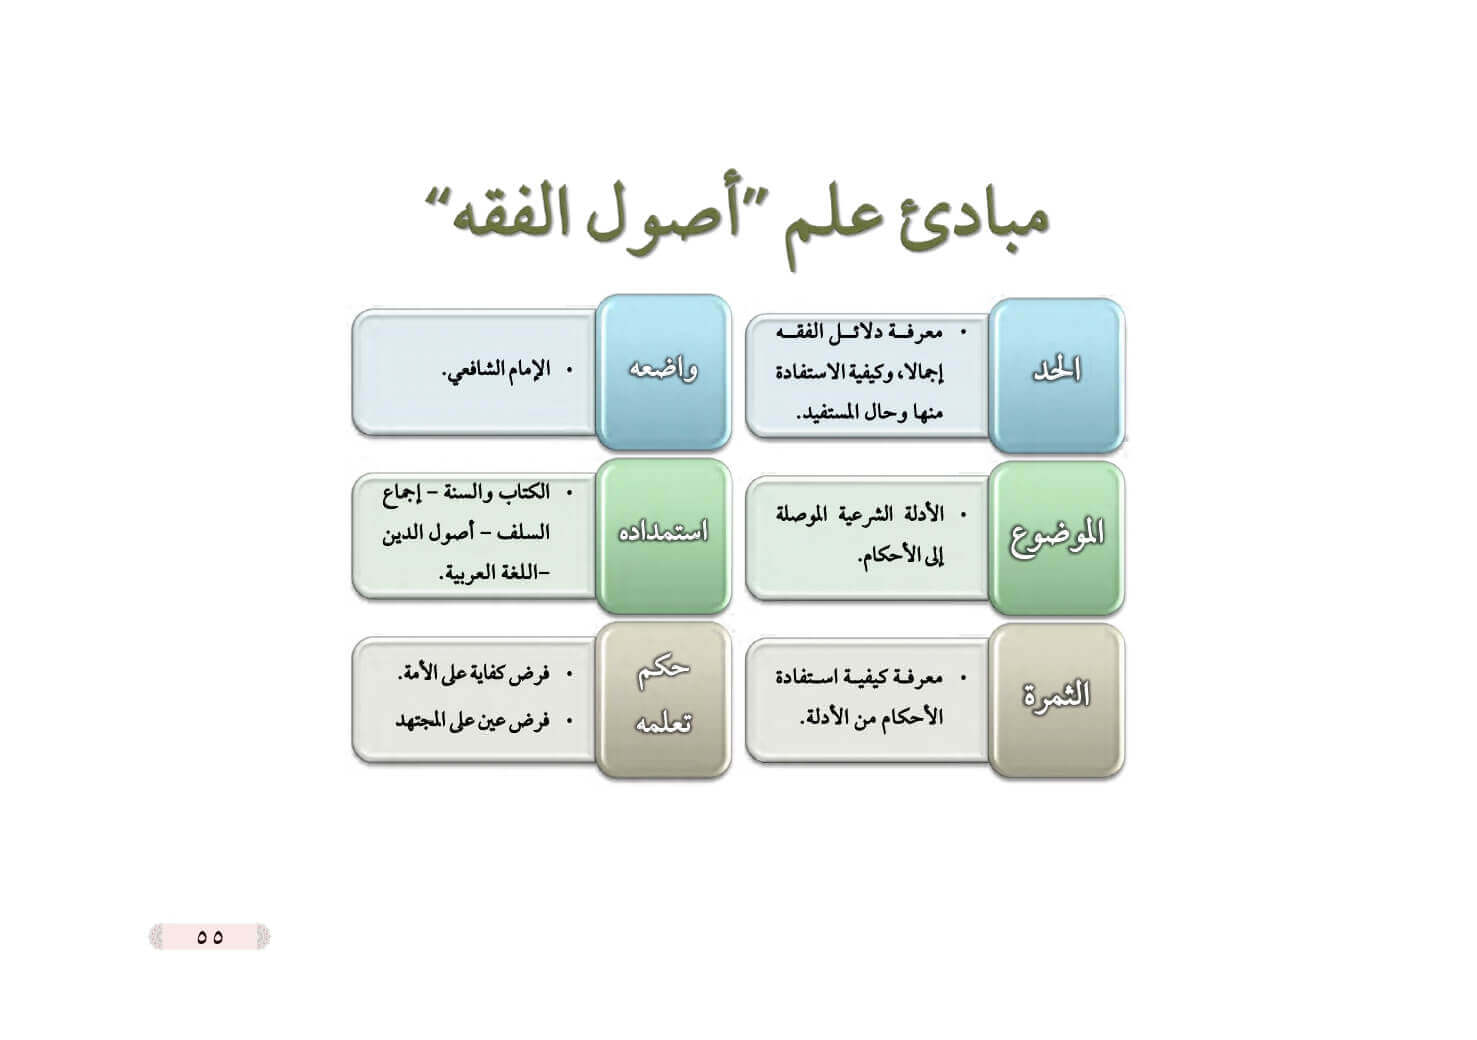 مبادئ علم ”أصول الفقه“
الحد
• معرفة دلائل الفقه
إجمالا، وكيفية الاستفادة
منها وحال المستفيد.
واضعه
• الإمام الشافعي.
الموضوع
• الأدلة الشرعية الموصلة
إلى الأحكام.
استمداده
• الكتاب والسنة – إجماع
السلف – أصول الدين
–اللغة العربية.
الثمرة
• معرفة كيفية استفادة
الأحكام من الأدلة.
حكم
تعلمه
• فرض كفاية على الأمة.
• فرض عين على المجتهد
٥٥